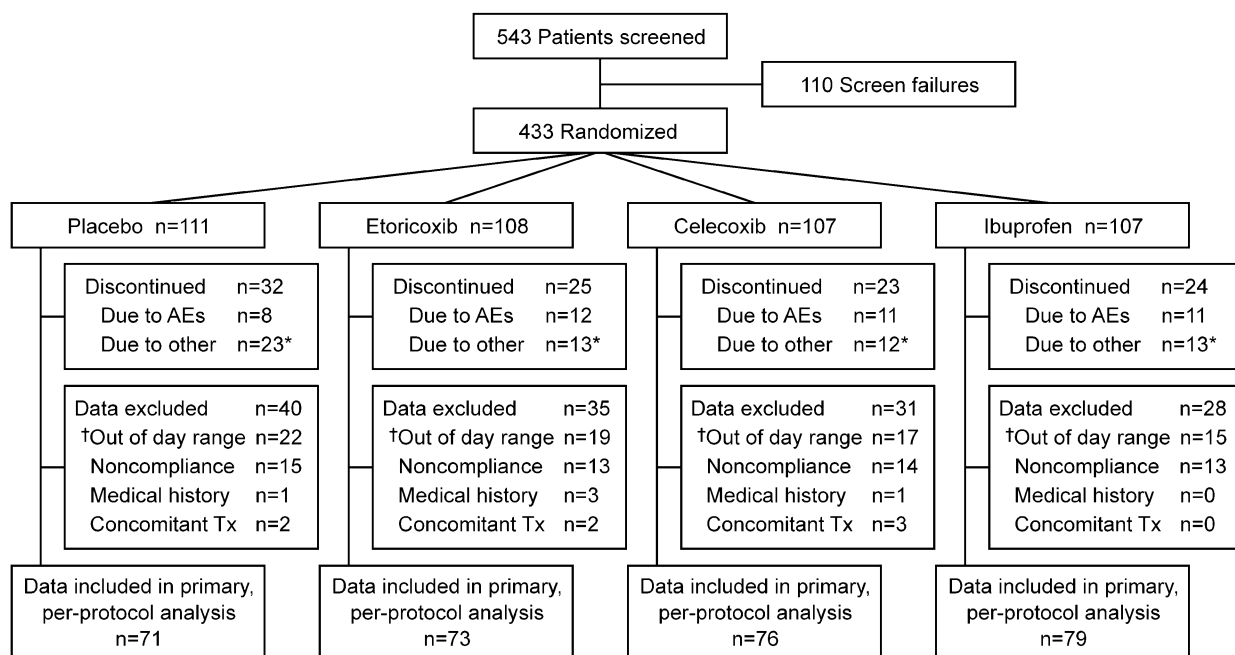 543 Patients screened
110 Screen failures
433 Randomized
Placebo n=111
Etoricoxib n=108
Celecoxib n=107
Ibuprofen n=107
Discontinued n=32
Due to AEs n=8
Due to other n=23*
Discontinued n=25
Due to AEs n=12
Due to other n=13*
Discontinued n=23
Due to AEs n=11
Due to other n=12*
Discontinued n=24
Due to AEs n=11
Due to other n=13*
Data excluded n=40
†Out of day range n=22
Noncompliance n=15
Medical history n=1
Concomitant Tx n=2
Data excluded n=35
†Out of day range n=19
Noncompliance n=13
Medical history n=3
Concomitant Tx n=2
Data excluded n=31
†Out of day range n=17
Noncompliance n=14
Medical history n=1
Concomitant Tx n=3
Data excluded n=28
†Out of day range n=15
Noncompliance n=13
Medical history n=0
Concomitant Tx n=0
Data included in primary,
per-protocol analysis
n=71
Data included in primary,
per-protocol analysis
n=73
Data included in primary,
per-protocol analysis
n=76
Data included in primary,
per-protocol analysis
n=79